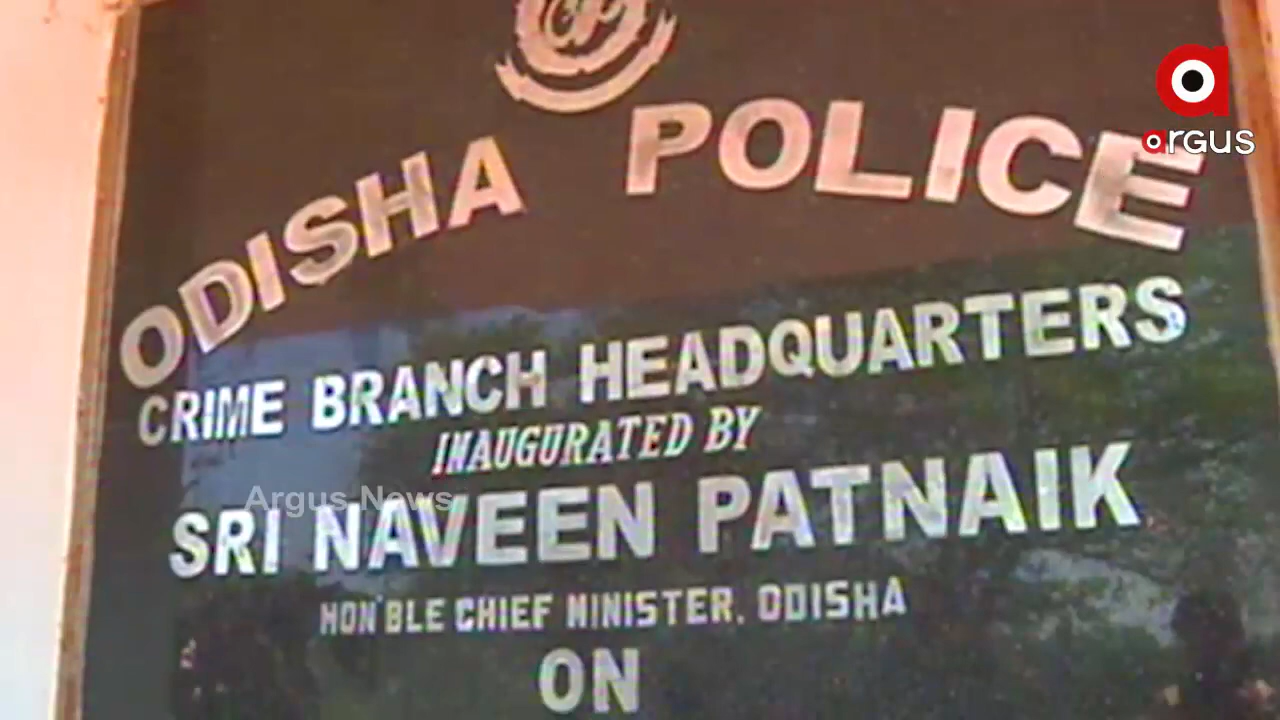 argus
ODISHA POLICE
CRIME BRANCH HEADQUARTERS
INAUGURATED BY
Argus News
SRI NAVEEN PATNAIK
HON'BLE CHIEF MINISTER, ODISHA
ON